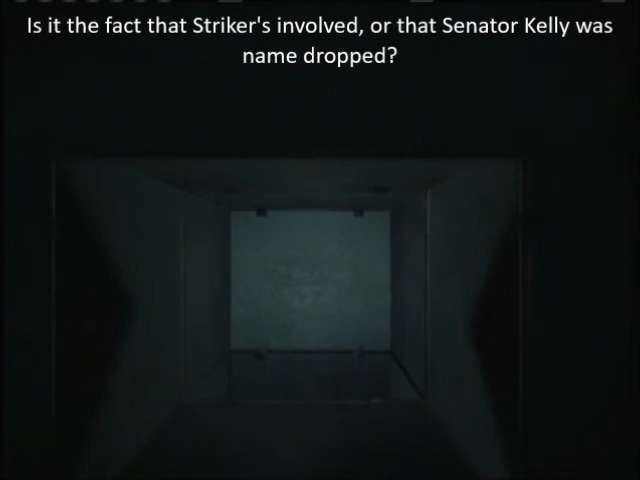 Is it the fact that Striker's involved, or that Senator Kelly was
name dropped?